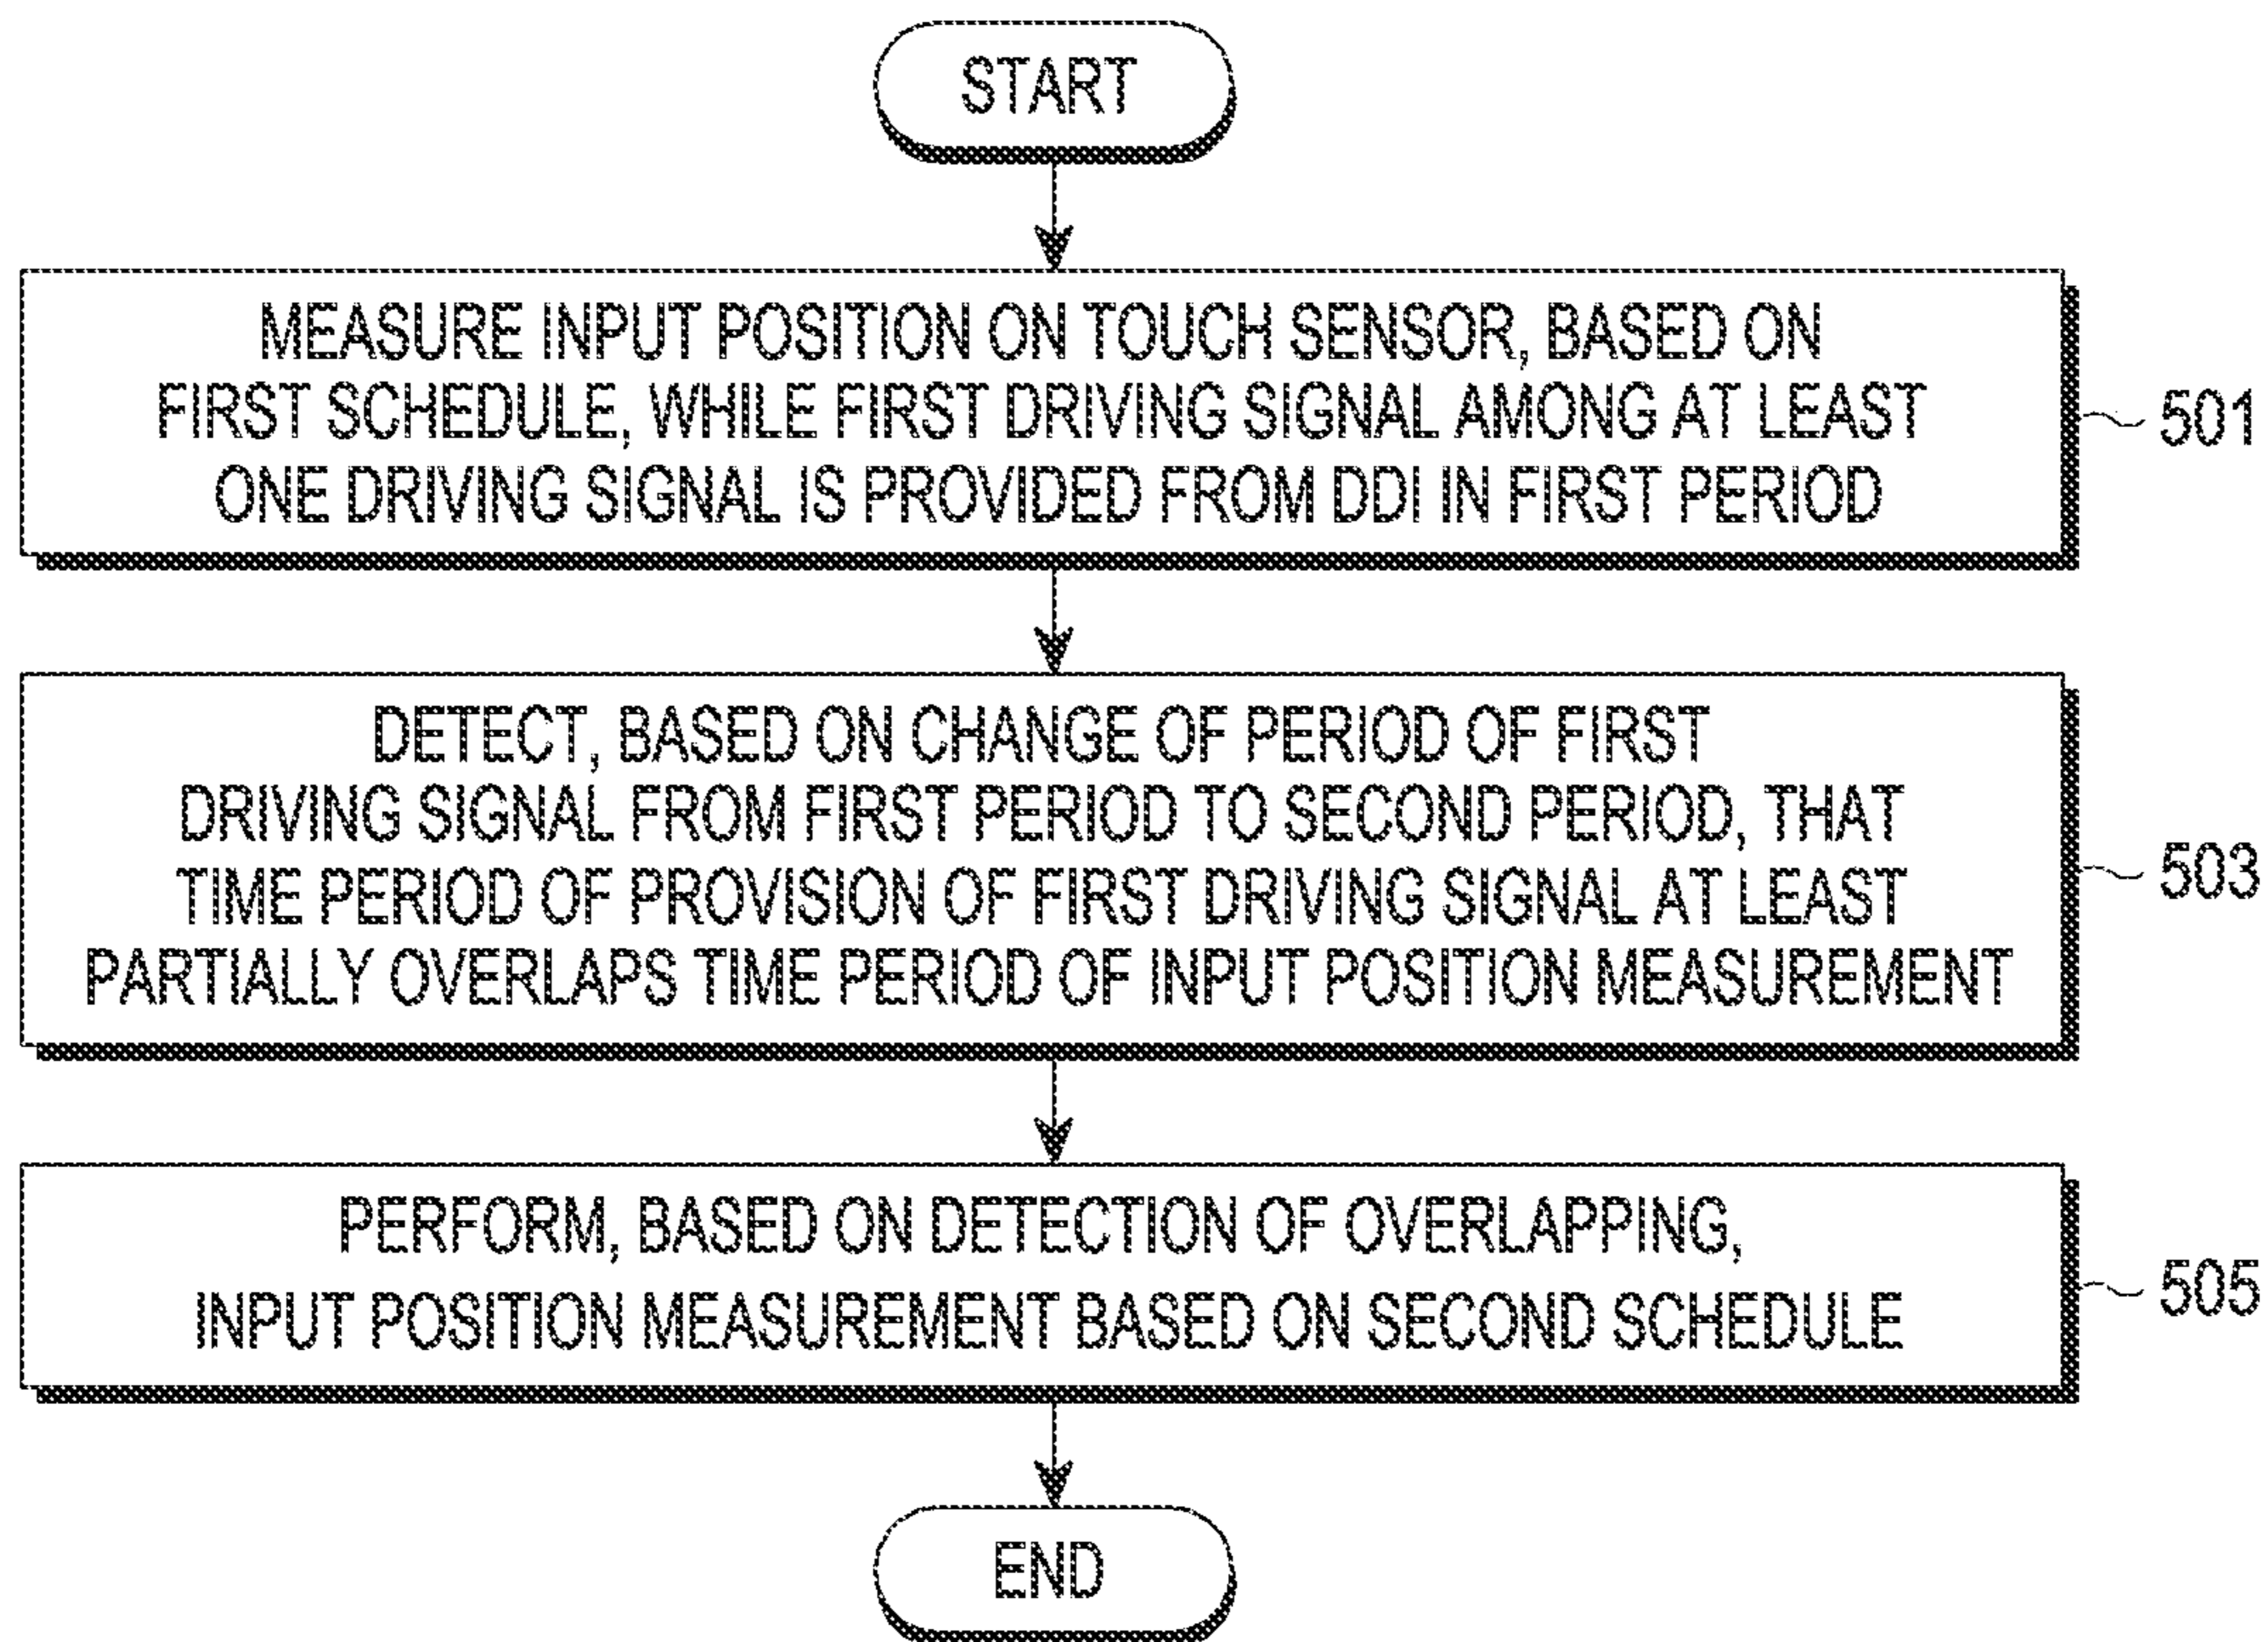 START
MEASURE INPUT POSITION ON TOUCH SENSOR, BASED ON
FIRST SCHEDULE, WHILE FIRST DRIVING SIGNAL AMONG AT LEAST
ONE DRIVING SIGNAL IS PROVIDED FROM DDI IN FIRST PERIOD
501
DETECT, BASED ON CHANGE OF PERIOD OF FIRST
DRIVING SIGNAL FROM FIRST PERIOD TO SECOND PERIOD, THAT
TIME PERIOD OF PROVISION OF FIRST DRIVING SIGNAL AT LEAST
PARTIALLY OVERLAPS TIME PERIOD OF INPUT POSITION MEASUREMENT
503
PERFORM, BASED ON DETECTION OF OVERLAPPING,
INPUT POSITION MEASUREMENT BASED ON SECOND SCHEDULE
505
END